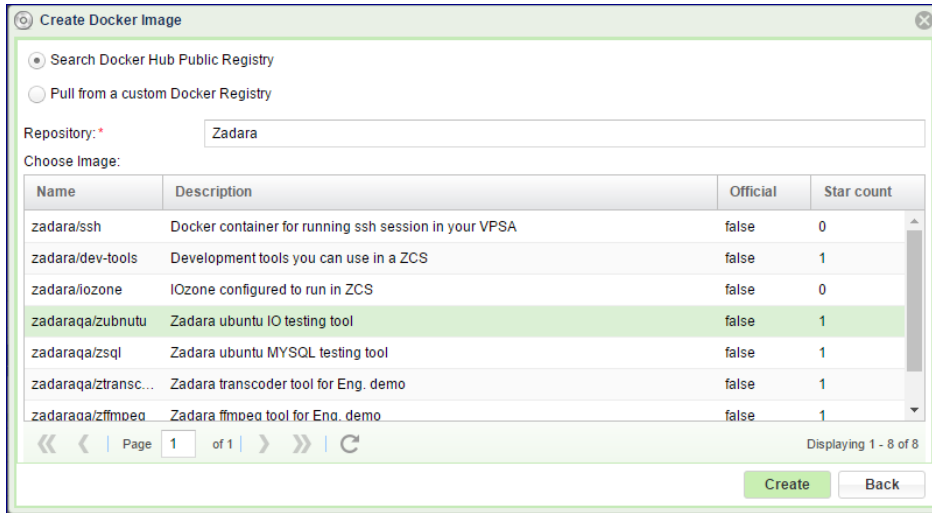 Create Docker Image
Search Docker Hub Public Registry
Pull from a custom Docker Registry
Repository:* Zadara
Choose Image:
Name Description Official Star count
zadara/ssh Docker container for running ssh session in your VPSA false 0
zadara/dev-tools Development tools you can use in a ZCS false 1
zadara/iozone IOzone configured to run in ZCS false 0
zadaraqa/zubnutu Zadara ubuntu IO testing tool false 1
zadaraqa/zsql Zadara ubuntu MYSQL testing tool false 1
zadaraqa/ztransc... Zadara transcoder tool for Eng. demo false 1
zadaraqa/zffmpeg Zadara ffmpeg tool for Eng. demo false 1
Page 1 of 1 Displaying 1 - 8 of 8
Create Back